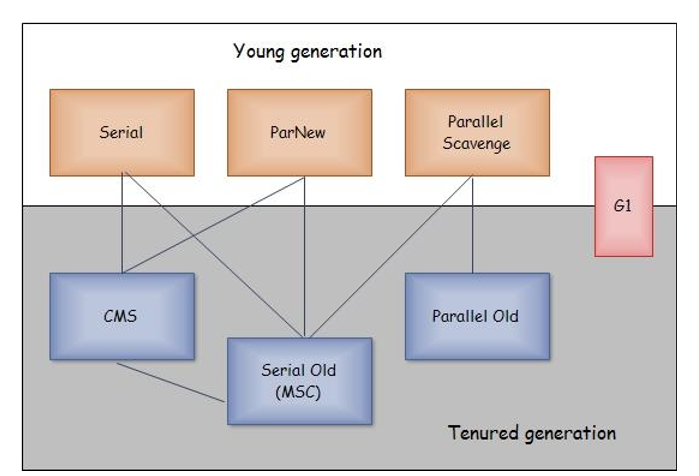 Young generation
Serial
ParNew
Parallel
Scavenge
G1
CMS
Serial Old
(MSC)
Parallel Old
Tenured generation